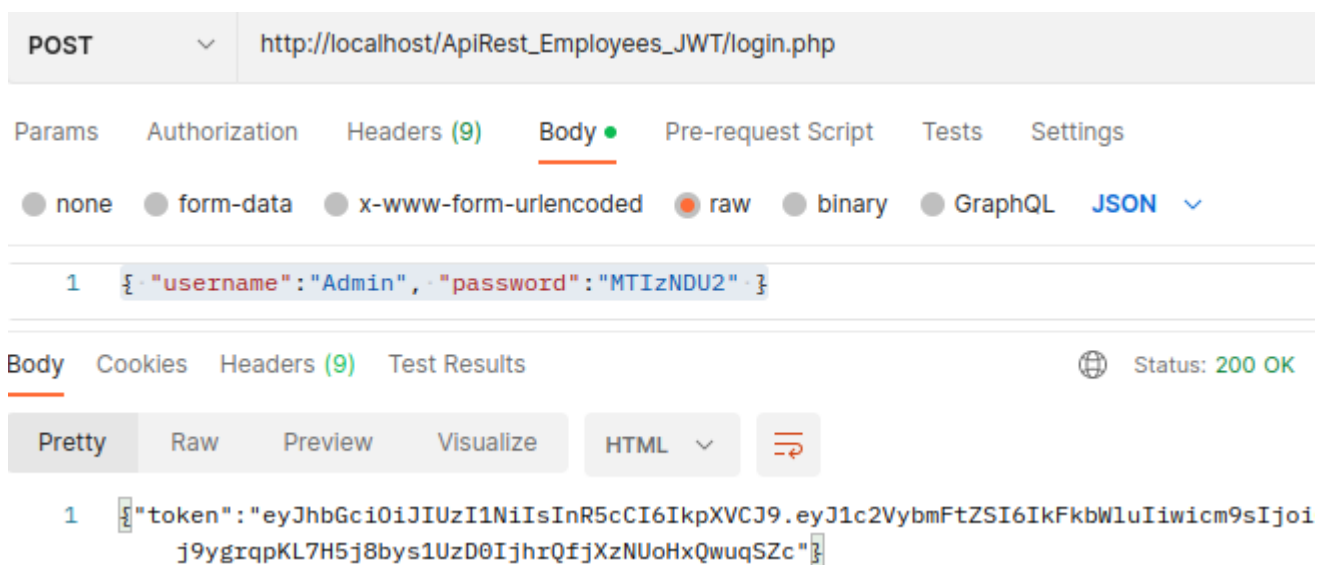 POST http://localhost/ApiRest_Employees_JWT/login.php
Params Authorization Headers (9) Body Pre-request Script Tests Settings
none form-data x-www-form-urlencoded raw binary GraphQL JSON
1 { "username":"Admin", "password":"MTIzNDU2" }
Body Cookies Headers (9) Test Results Status: 200 OK
Pretty Raw Preview Visualize HTML
1 {"token":"eyJhbGciOiJIUzI1NiIsInR5cCI6IkpXVCJ9.eyJ1c2VybmFtZSI6IkFkbWluIiwicm9sIjoi
j9ygrqpKL7H5j8bys1UzD0IjhrQfjXzNUoHxQwuqSZc"}